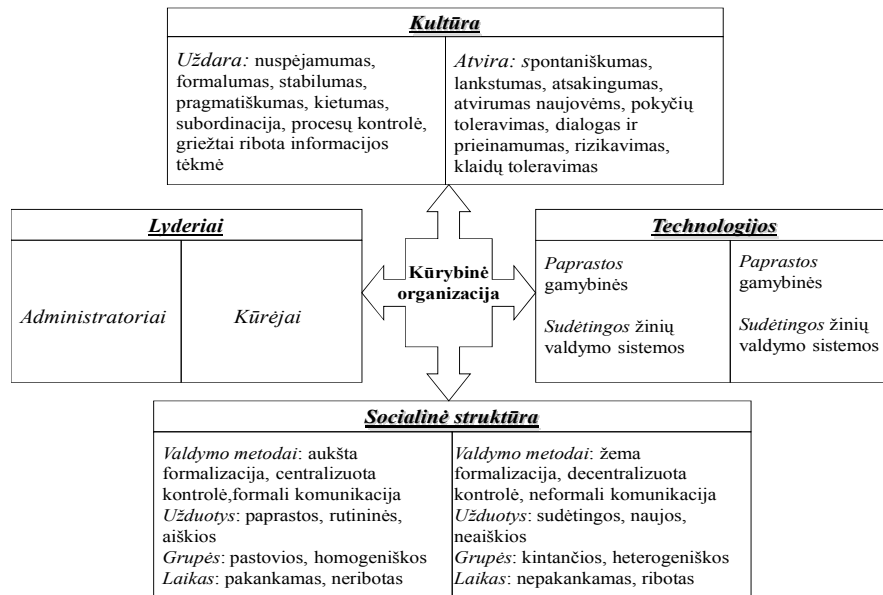 Kultūra
Uždara: nuspėjamumas,
formalumas, stabilumas,
pragmatiškumas, kietumas,
subordinacija, procesų kontrolė,
griežtai ribota informacijos
tėkmė
Atvira: spontaniškumas,
lankstumas, atsakingumas,
atvirumas naujovėms, pokyčių
toleravimas, dialogas ir
prieinamumas, rizikavimas,
klaidų toleravimas
Lyderiai
Administratoriai
Kūrėjai
Kūrybinė
organizacija
Technologijos
Paprastos
gamybinės
Sudėtingos žinių
valdymo sistemos
Paprastos
gamybinės
Sudėtingos žinių
valdymo sistemos
Socialinė struktūra
Valdymo metodai: aukšta
formalizacija, centralizuota
kontrolė,formali komunikacija
Užduotys: paprastos, rutininės,
aiškios
Grupės: pastovios, homogeniškos
Laikas: pakankamas, neribotas
Valdymo metodai: žema
formalizacija, decentralizuota
kontrolė, neformali komunikacija
Užduotys: sudėtingos, naujos,
neaiškios
Grupės: kintančios, heterogeniškos
Laikas: nepakankamas, ribotas